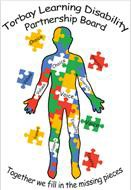 Torbay Learning Disability
Partnership Board
Together we fill in the missing pieces